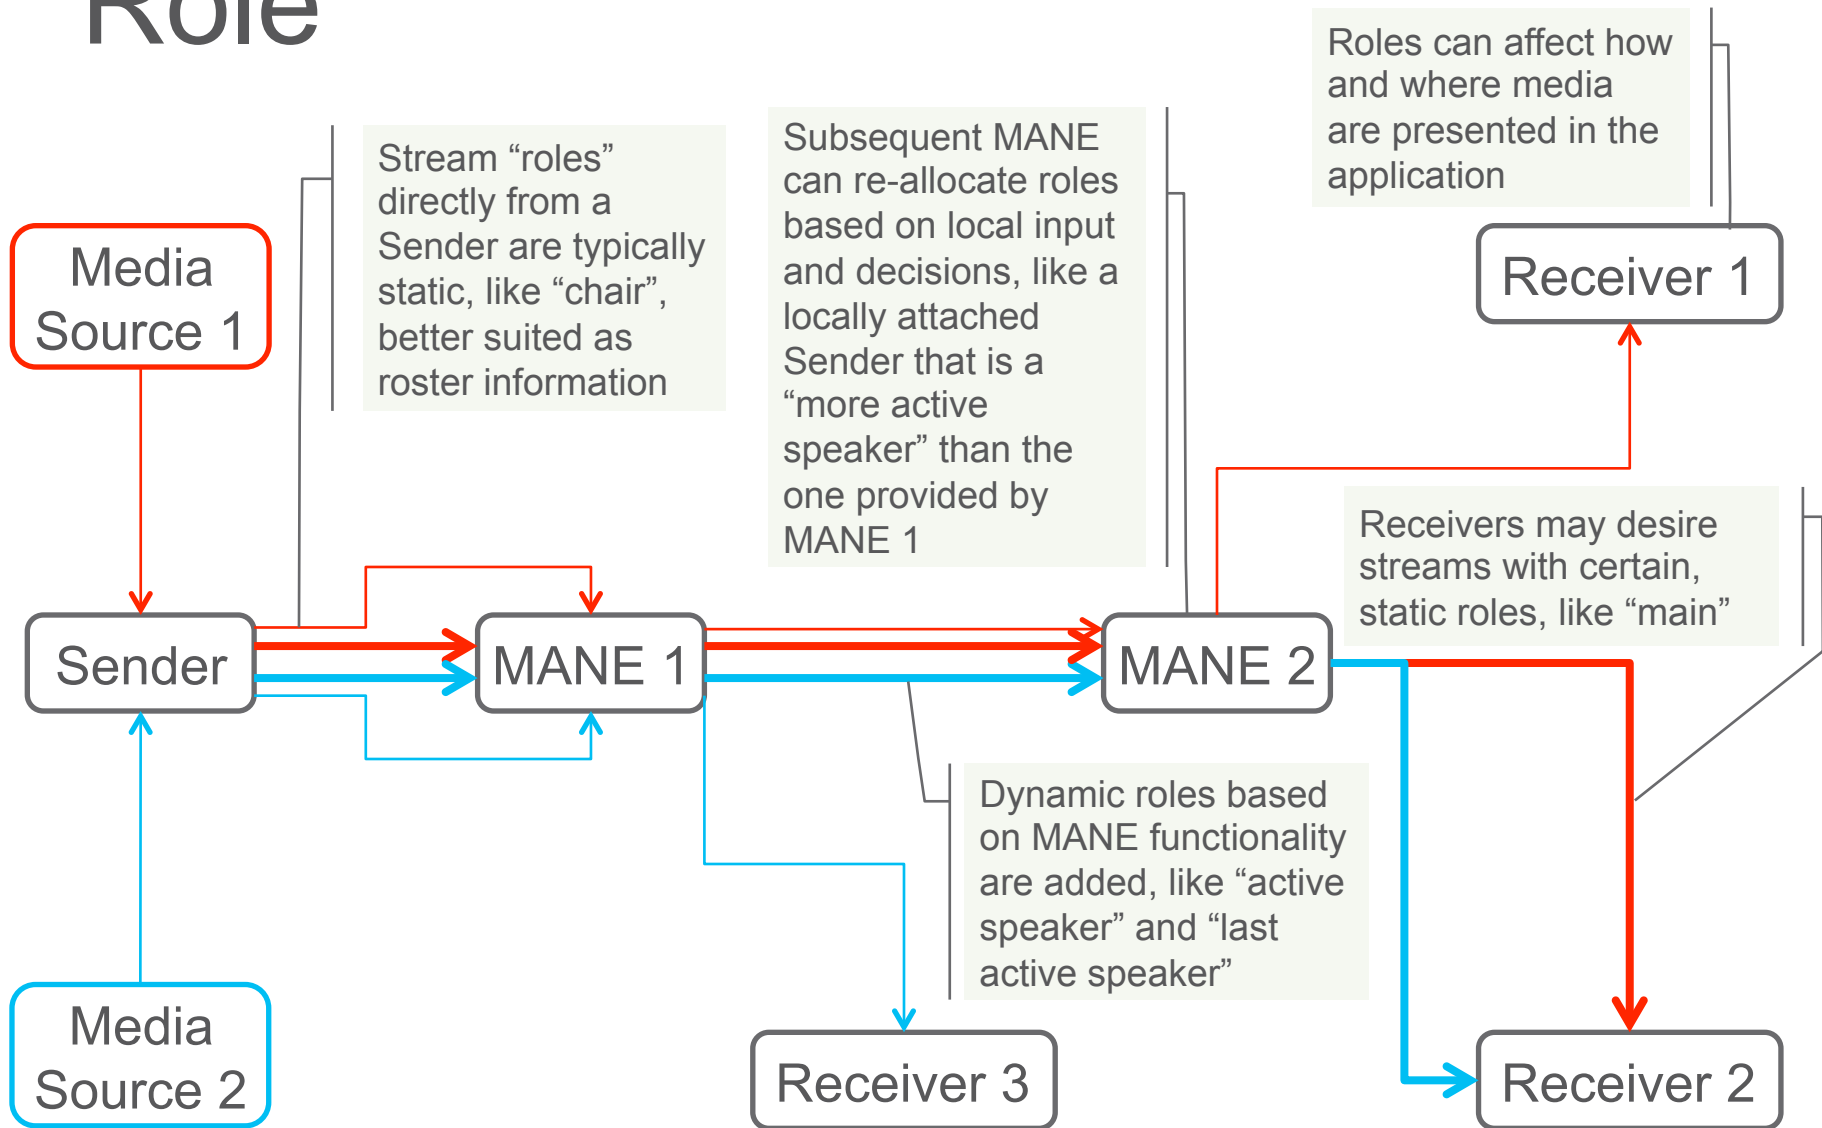 Role
Roles can affect how
and where media
are presented in the
application
Stream “roles”
directly from a
Sender are typically
static, like “chair”,
better suited as
roster information
Subsequent MANE
can re-allocate roles
based on local input
and decisions, like a
locally attached
Sender that is a
“more active
speaker” than the
one provided by
MANE 1
Media
Source 1
Receiver 1
Receivers may desire
streams with certain,
static roles, like “main”
Sender
MANE 1
MANE 2
Dynamic roles based
on MANE functionality
are added, like “active
speaker” and “last
active speaker”
Media
Source 2
Receiver 3
Receiver 2